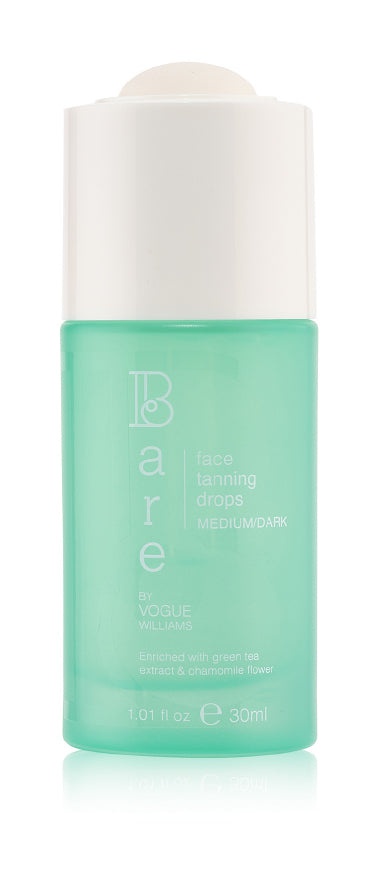 Bare
face
tanning
drops
MEDIUM/DARK
BY
VOGUE
WILLIAMS
Enriched with green tea
extract & chamomile flower
1.01 fl oz ℮ 30ml